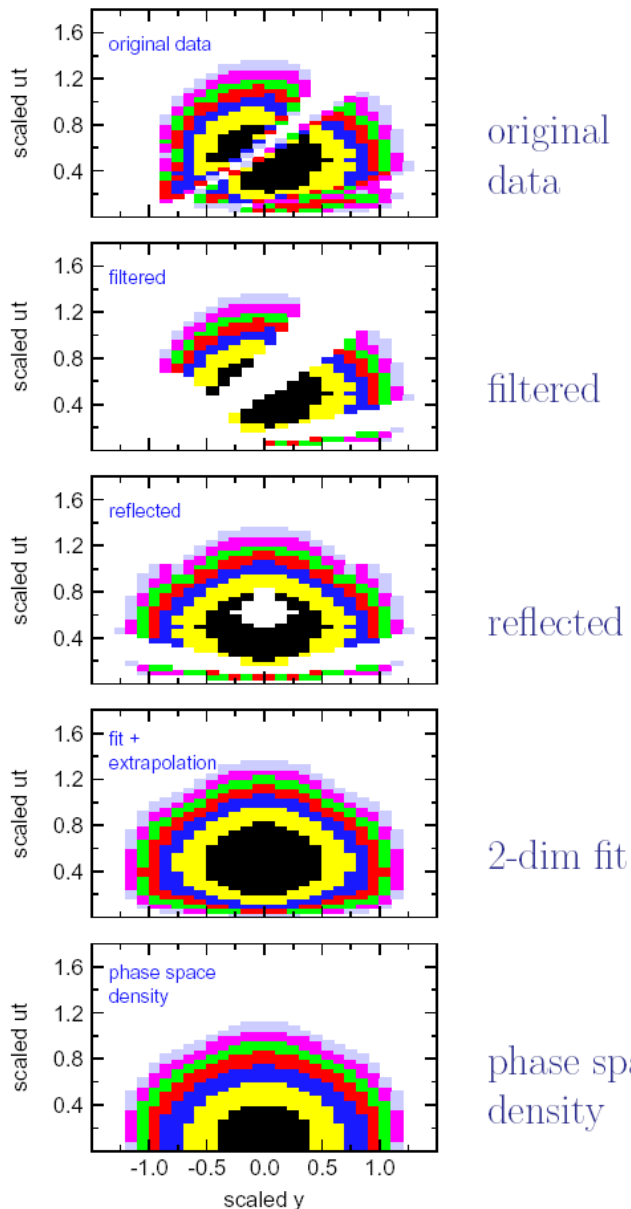 original data
scaled ut
1.6
1.2
0.8
0.4
original
data
filtered
scaled ut
1.6
1.2
0.8
0.4
filtered
reflected
scaled ut
1.6
1.2
0.8
0.4
reflected
fit +
extrapolation
scaled ut
1.6
1.2
0.8
0.4
2-dim fit
phase space
density
scaled ut
1.6
1.2
0.8
0.4
phase spa
density
-1.0 -0.5 0.0 0.5 1.0
scaled y